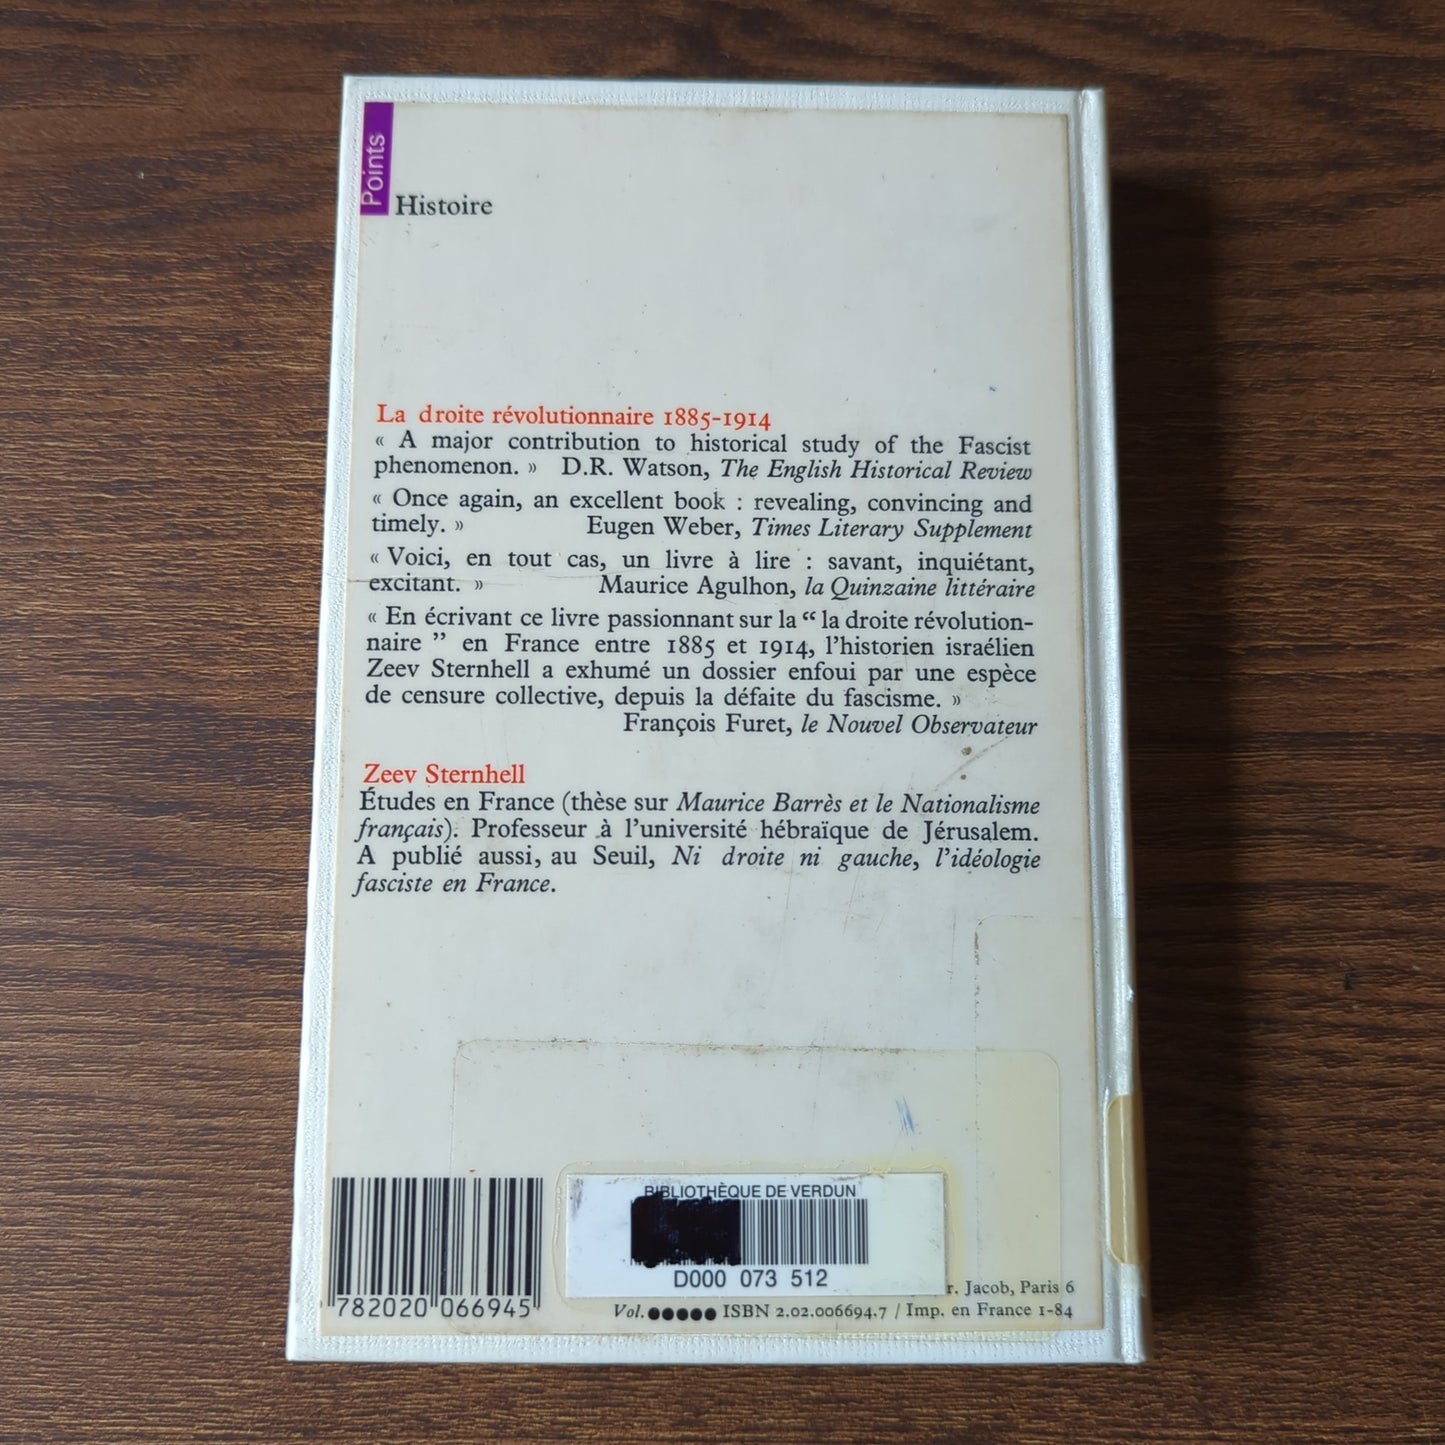 Points
Histoire
La droite révolutionnaire 1885-1914
« A major contribution to historical study of the Fascist
phenomenon. » D.R. Watson, The English Historical Review
« Once again, an excellent book : revealing, convincing and
timely. » Eugen Weber, Times Literary Supplement
« Voici, en tout cas, un livre à lire : savant, inquiétant,
excitant. » Maurice Agulhon, la Quinzaine littéraire
« En écrivant ce livre passionnant sur la “ la droite révolution-
naire ” en France entre 1885 et 1914, l'historien israélien
Zeev Sternhell a exhumé un dossier enfoui par une espèce
de censure collective, depuis la défaite du fascisme. »
François Furet, le Nouvel Observateur
Zeev Sternhell
Études en France (thèse sur Maurice Barrès et le Nationalisme
français). Professeur à l'université hébraïque de Jérusalem.
A publié aussi, au Seuil, Ni droite ni gauche, l'idéologie
fasciste en France.
BIBLIOTHÈQUE DE VERDUN
D000 073 512
782020 066945
r. Jacob, Paris 6
Vol. ●●●●● ISBN 2.02.006694.7 / Imp. en France 1-84